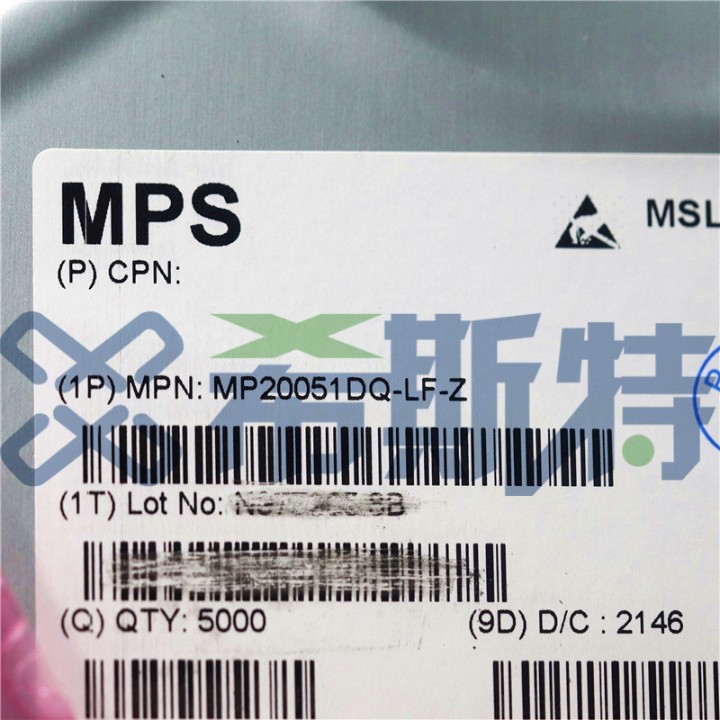 MPS
MSL
(P) CPN:
希斯特
(1P) MPN: MP20051DQ-LF-Z
(1T) Lot No:
(Q) QTY: 5000
(9D) D/C : 2146